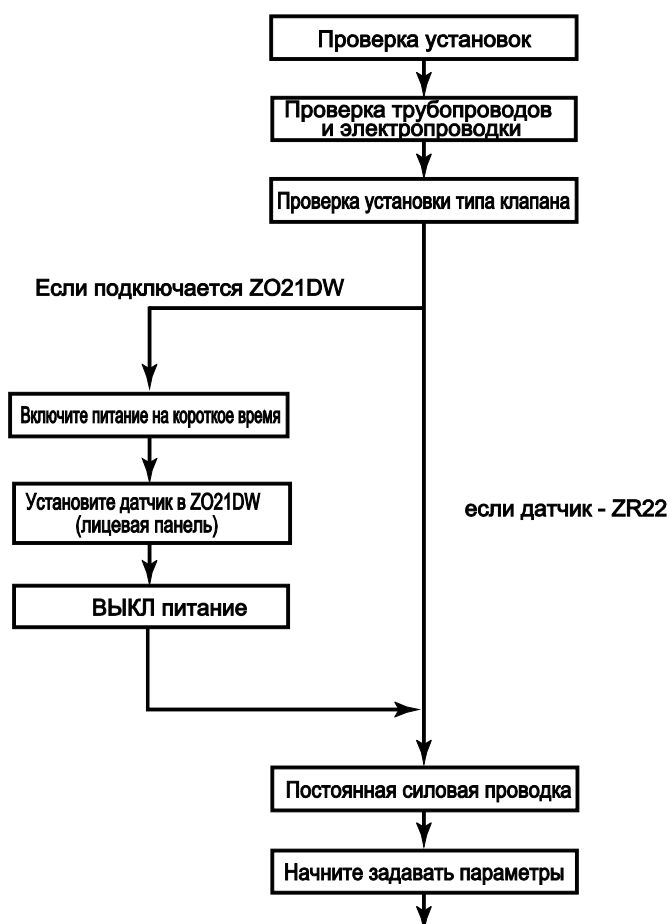 Проверка установок
Проверка трубопроводов
и электропроводки
Проверка установки типа клапана
Если подключается ZO21DW
Включите питание на короткое время
Установите датчик в ZO21DW
(лицевая панель)
если датчик - ZR22
ВЫКЛ питание
Постоянная силовая проводка
Начните задавать параметры